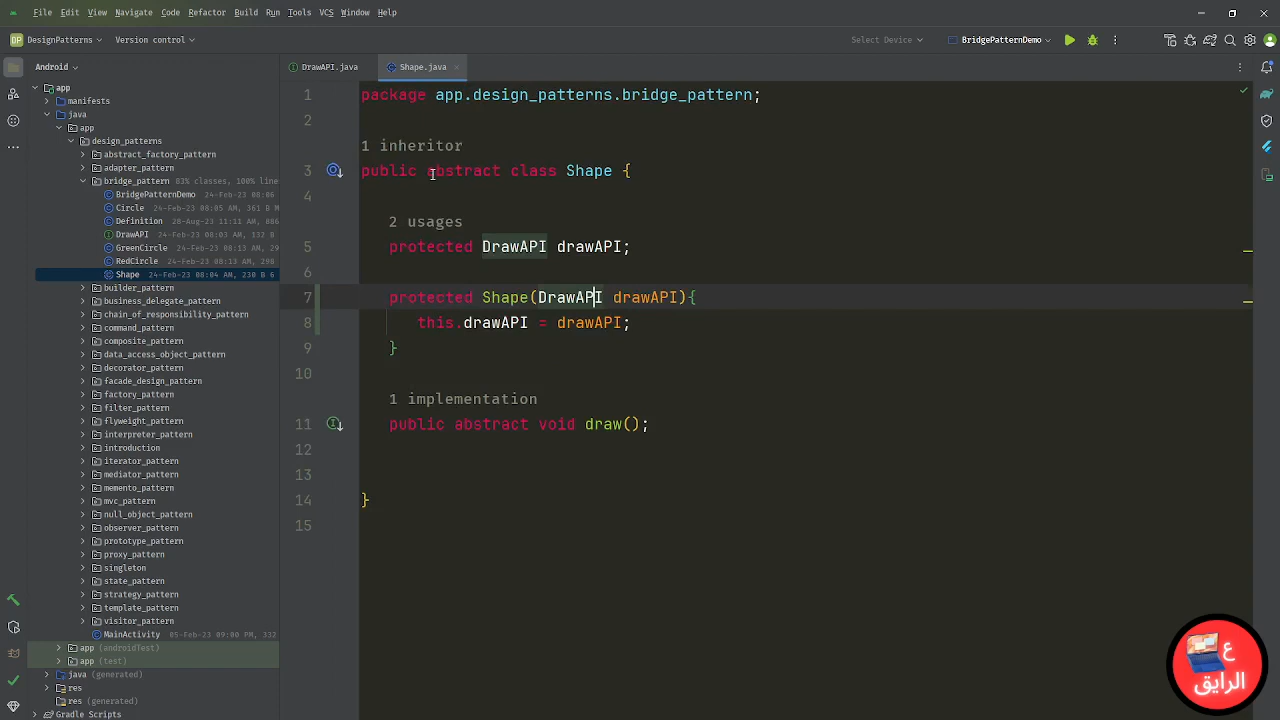 File Edit View Navigate Code Refactor Build Run Tools VCS Window Help
DP DesignPatterns Version control Select Device BridgePatternDemo
Android DrawAPI.java Shape.java
app
manifests
java
app
design_patterns
abstract_factory_pattern
adapter_pattern
bridge_pattern 83% classes, 100% line
BridgePatternDemo 24-Feb-23 08:06
Circle 24-Feb-23 08:05 AM, 361 B M
Definition 28-Aug-23 11:11 AM, 886
DrawAPI 24-Feb-23 08:03 AM, 132 B
GreenCircle 24-Feb-23 08:13 AM, 298
RedCircle 24-Feb-23 08:13 AM, 290
Shape 24-Feb-23 08:04 AM, 230 B 6
builder_pattern
chain_of_responsibility_pattern
command_pattern
composite_pattern
data_access_object_pattern
decorator_pattern
facade_design_pattern
factory_pattern
filter_pattern
flyweight_pattern
interpreter_pattern
introduction
iterator_pattern
mediator_pattern
memento_pattern
mvc_pattern
null_object_pattern
observer_pattern
prototype_pattern
proxy_pattern
singleton
state_pattern
strategy_pattern
template_pattern
visitor_pattern
MainActivity 05-Feb-23 09:00 PM, 332
app (androidTest)
app (test)
java (generated)
res
res (generated)
Gradle Scripts
1 package app.design_patterns.bridge_pattern;
2
1 inheritor
3 public abstract class Shape {
4
2 usages
5 protected DrawAPI drawAPI;
6
7 protected Shape(DrawAPI drawAPI){
8 this.drawAPI = drawAPI;
9 }
10
1 implementation
11 public abstract void draw();
12
13
14 }
15
ع
الرايق